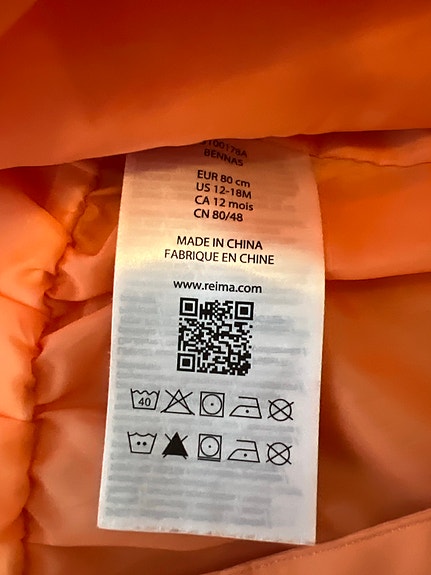 BENNAS
EUR 80 cm
US 12-18M
CA 12 mois
CN 80/48
MADE IN CHINA
FABRIQUE EN CHINE
www.reima.com
40